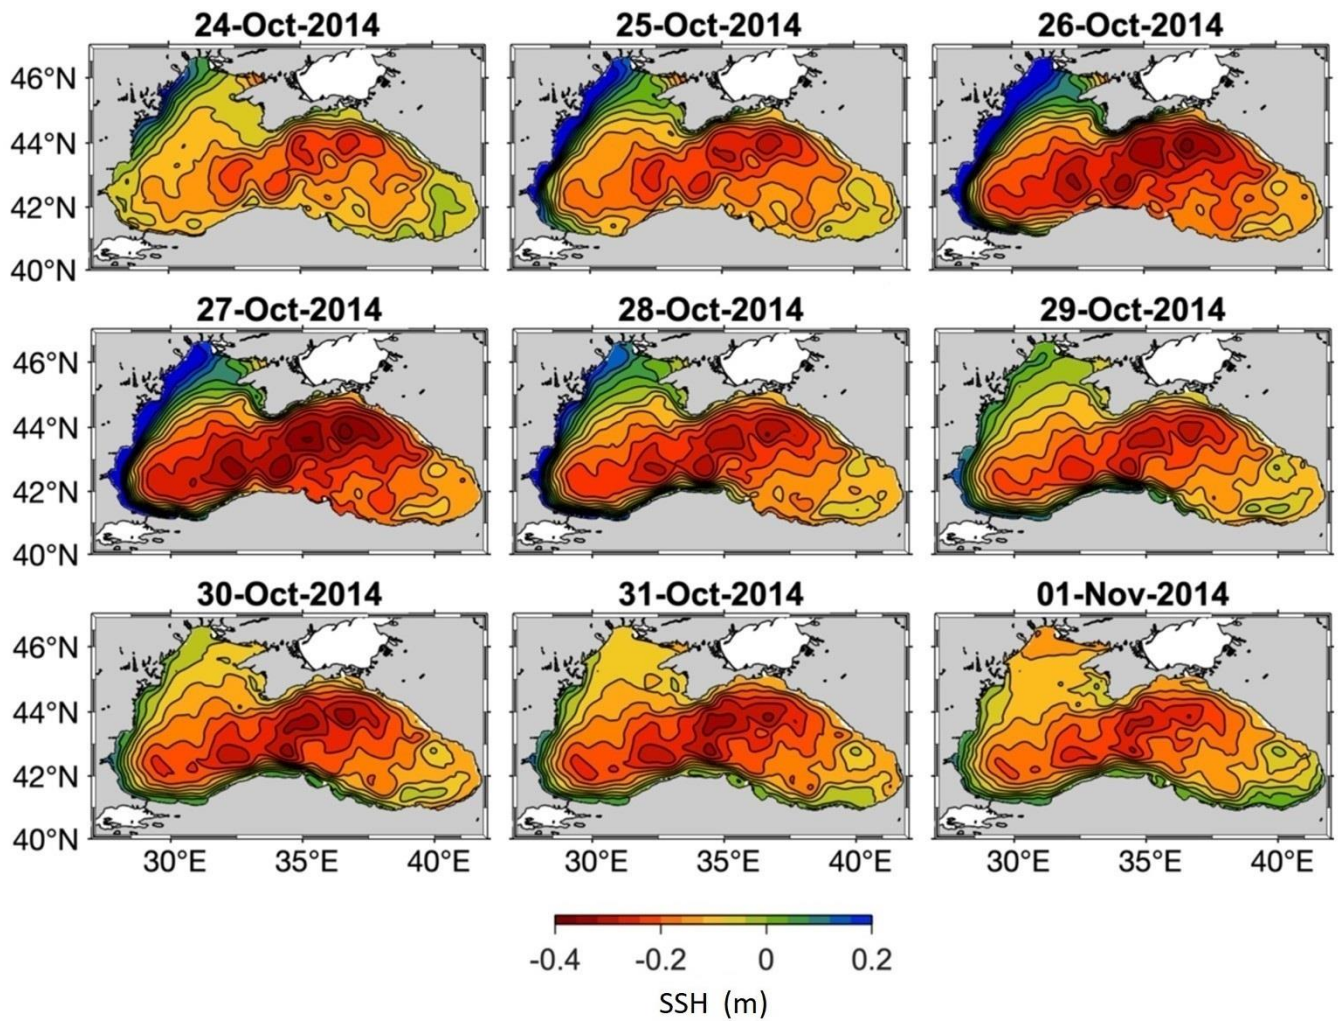 24-Oct-2014 25-Oct-2014 26-Oct-2014
46°N
44°N
42°N
40°N
27-Oct-2014 28-Oct-2014 29-Oct-2014
46°N
44°N
42°N
40°N
30-Oct-2014 31-Oct-2014 01-Nov-2014
46°N
44°N
42°N
40°N
30°E 35°E 40°E 30°E 35°E 40°E 30°E 35°E 40°E
-0.4 -0.2 0 0.2
SSH (m)